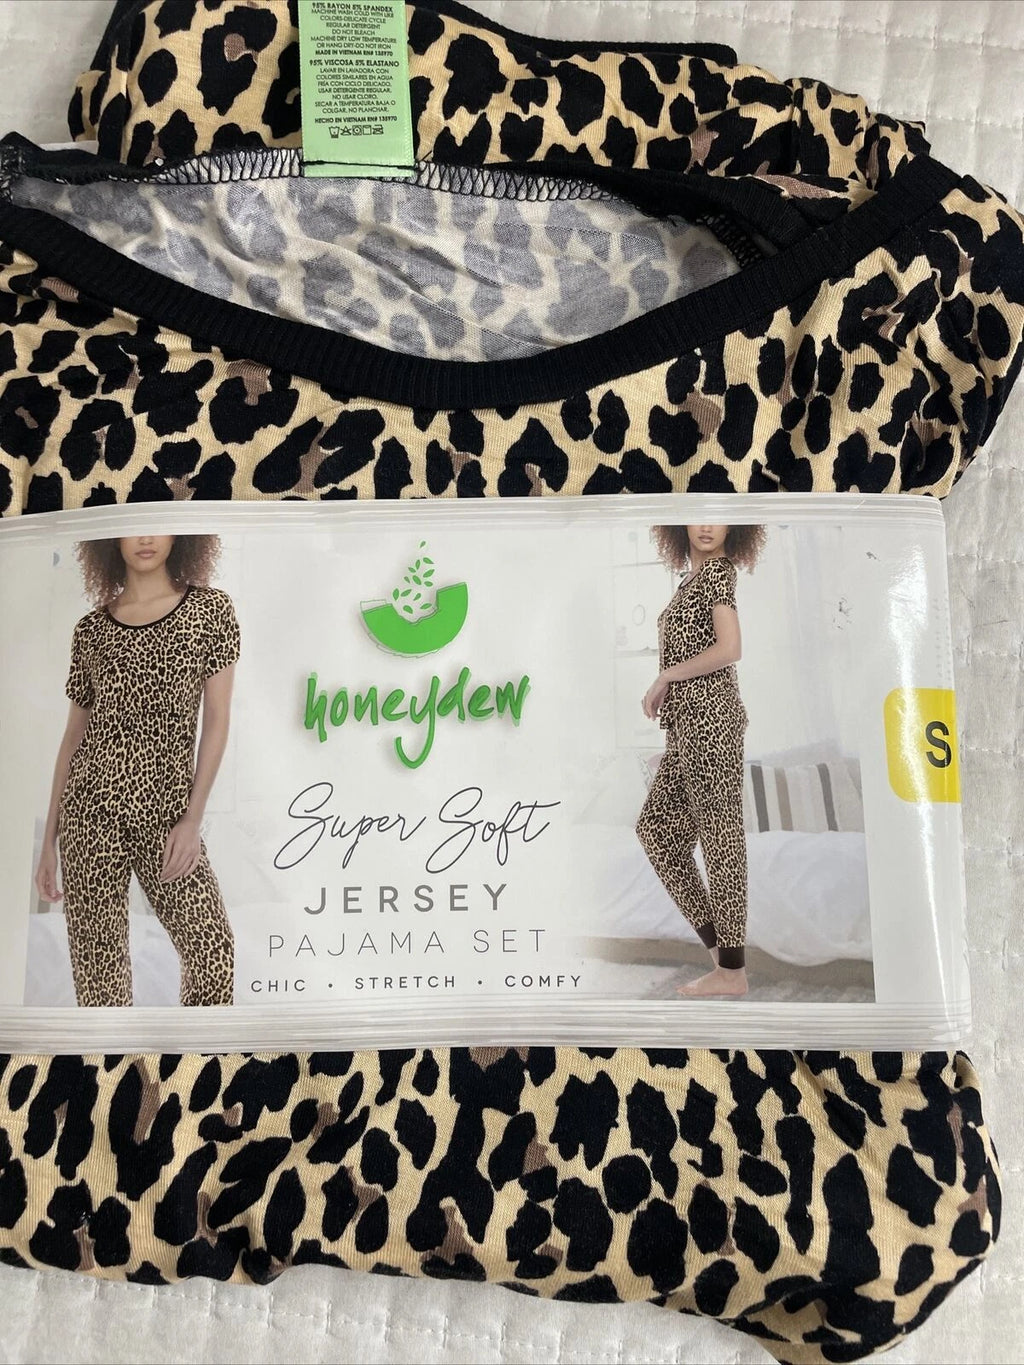 95% RAYON 5% SPANDEX
MACHINE WASH COLD WITH LIKE
COLORS-DELICATE CYCLE
REGULAR DETERGENT
DO NOT BLEACH
MACHINE DRY LOW TEMPERATURE
OR HANG DRY-DO NOT IRON
MADE IN VIETNAM RN# 135970
95% VISCOSA 5% ELASTANO
LAVAR EN LAVADORA CON
COLORES SIMILARES EN AGUA
FRIA CON CICLO DELICADO.
USAR DETERGENTE REGULAR.
NO USAR CLORO.
SECAR A TEMPERATURA BAJA O
COLGAR. NO PLANCHAR.
HECHO EN VIETNAM RN# 135970
honeydew
Super Soft
JERSEY
PAJAMA SET
CHIC • STRETCH • COMFY
S